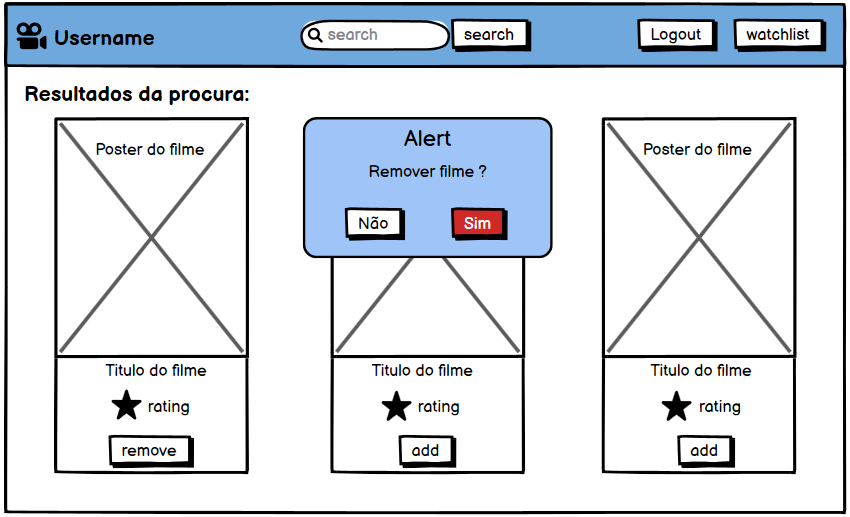 Username
search
search
Logout
watchlist
Resultados da procura:
Poster do filme
Alert
Remover filme ?
Não
Sim
Poster do filme
Titulo do filme
rating
remove
Titulo do filme
rating
add
Titulo do filme
rating
add